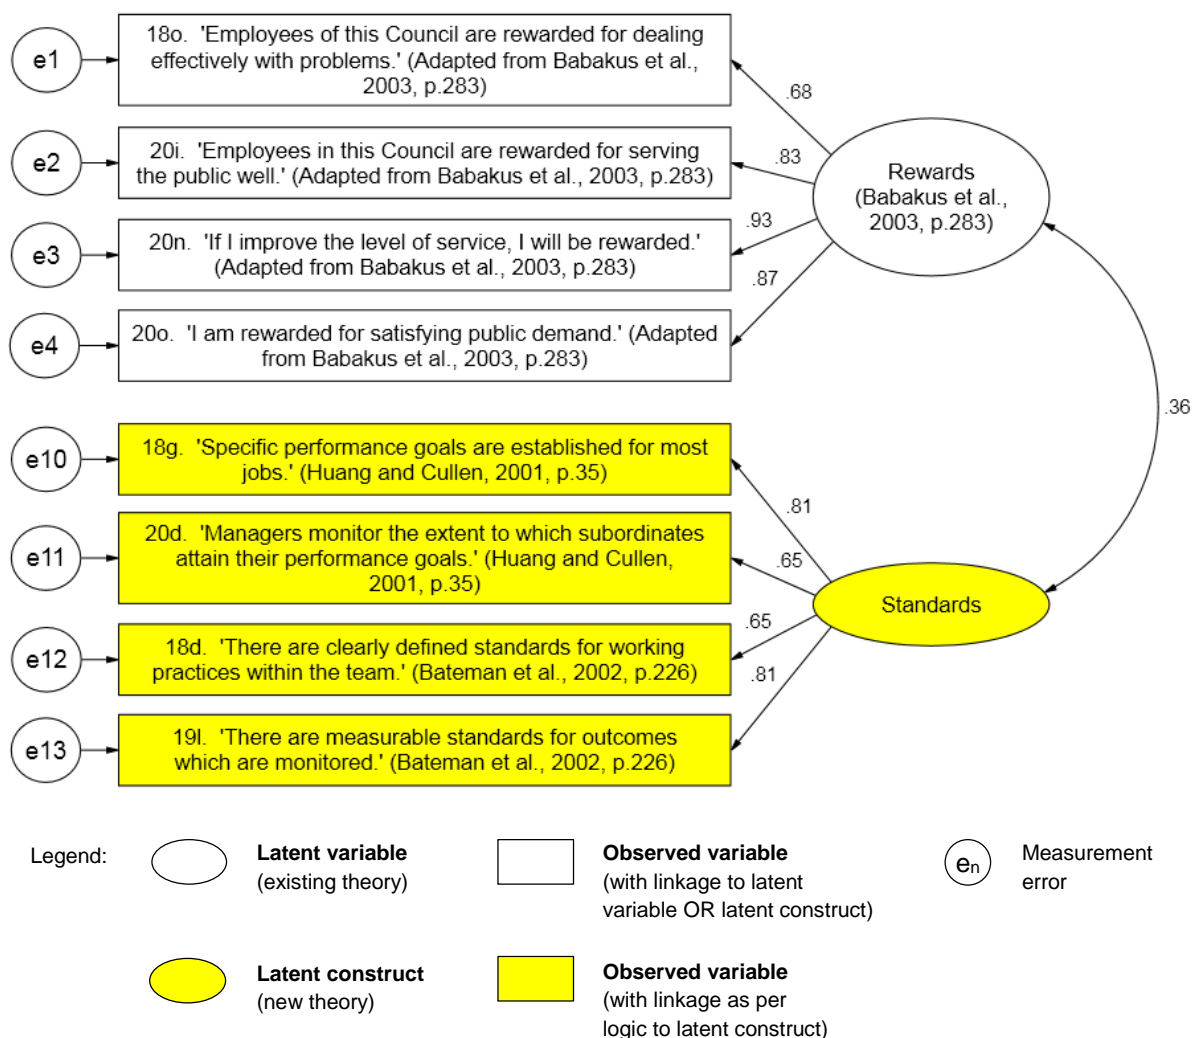 e1
18o. 'Employees of this Council are rewarded for dealing
effectively with problems.' (Adapted from Babakus et al.,
2003, p.283)
.68
e2
20i. 'Employees in this Council are rewarded for serving
the public well.' (Adapted from Babakus et al., 2003, p.283)
.83
Rewards
(Babakus et al.,
2003, p.283)
e3
20n. 'If I improve the level of service, I will be rewarded.'
(Adapted from Babakus et al., 2003, p.283)
.93
e4
20o. 'I am rewarded for satisfying public demand.' (Adapted
from Babakus et al., 2003, p.283)
.87
.36
e10
18g. 'Specific performance goals are established for most
jobs.' (Huang and Cullen, 2001, p.35)
.81
e11
20d. 'Managers monitor the extent to which subordinates
attain their performance goals.' (Huang and Cullen,
2001, p.35)
.65
Standards
e12
18d. 'There are clearly defined standards for working
practices within the team.' (Bateman et al., 2002, p.226)
.65
e13
19l. 'There are measurable standards for outcomes
which are monitored.' (Bateman et al., 2002, p.226)
.81
Legend:
Latent variable
(existing theory)
Observed variable
(with linkage to latent
variable OR latent construct)
en
Measurement
error
Latent construct
(new theory)
Observed variable
(with linkage as per
logic to latent construct)